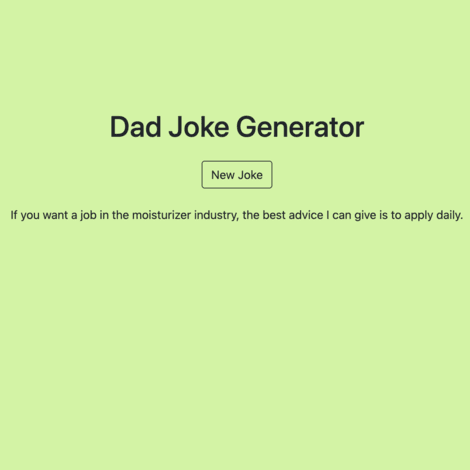 Dad Joke Generator
New Joke
If you want a job in the moisturizer industry, the best advice I can give is to apply daily.